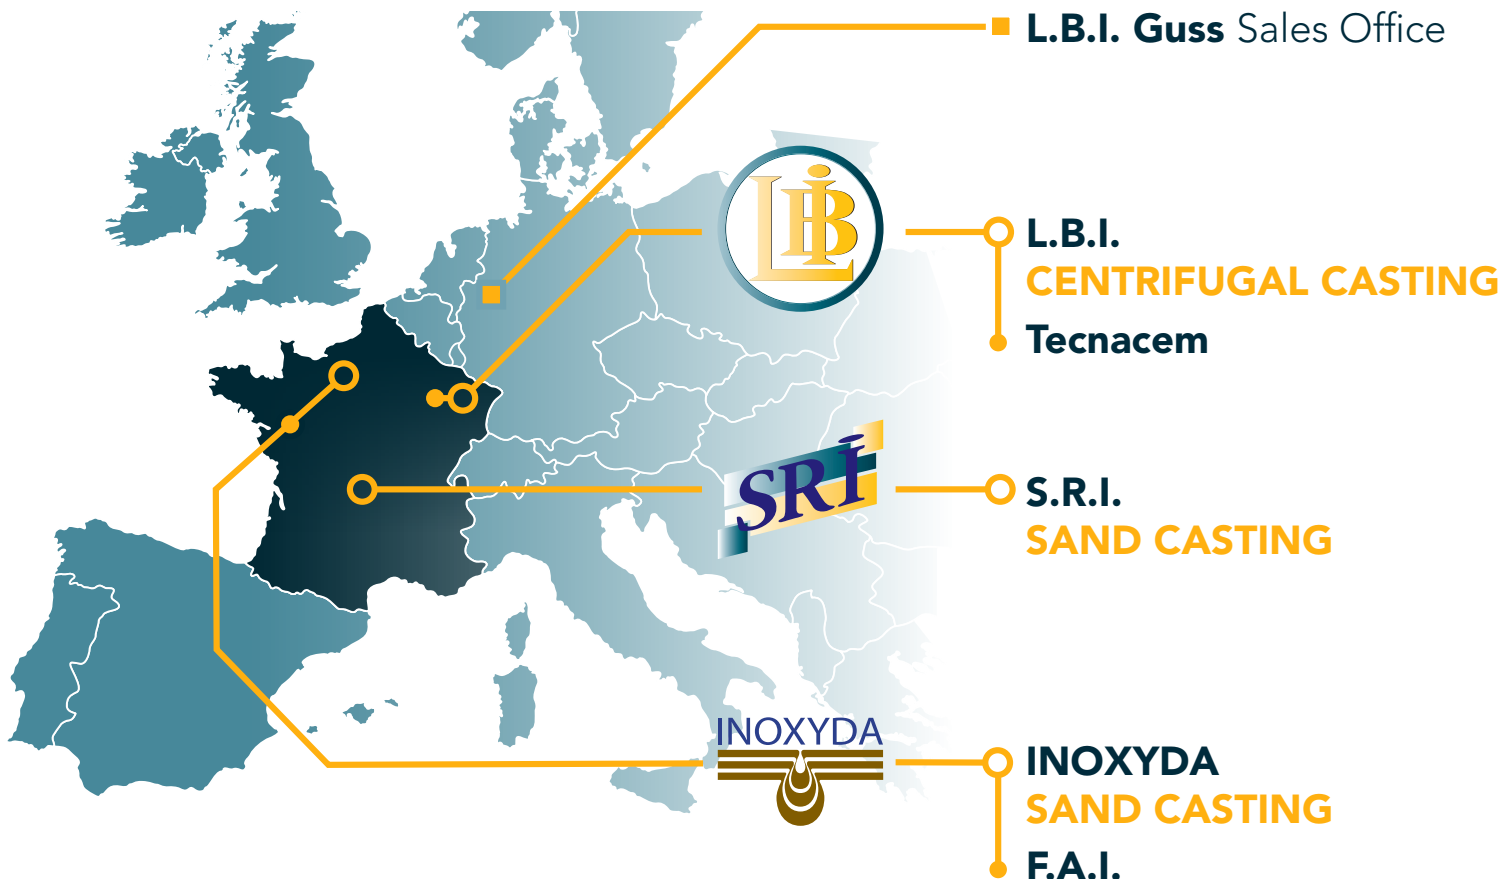 L.B.I. Guss Sales Office
LBI
L.B.I.
CENTRIFUGAL CASTING
Tecnacem
SRI
S.R.I.
SAND CASTING
INOXYDA
INOXYDA
SAND CASTING
F.A.I.